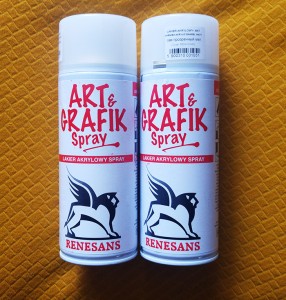 ART &
GRAFIK
Spray
LAKIER AKRYLOWY SPRAY
RENESANS
ART &
GRAFIK
Spray
LAKIER AKRYLOWY SPRAY
RENESANS